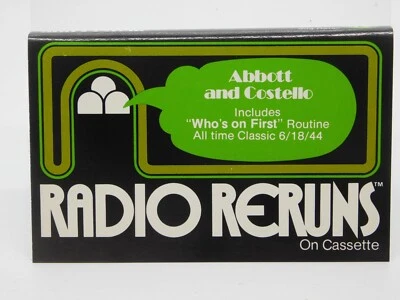 Abbott
and Costello
Includes
"Who's on First" Routine
All time Classic 6/18/44
RADIO RERUNS™
On Cassette